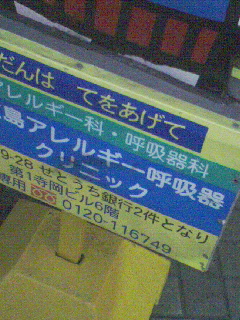 だんは てをあげて
アレルギー科・呼吸器科
島アレルギー呼吸器
クリニック
9-28 せとうち銀行2件となり
第1寺岡ビル6階
専用 0120-116749